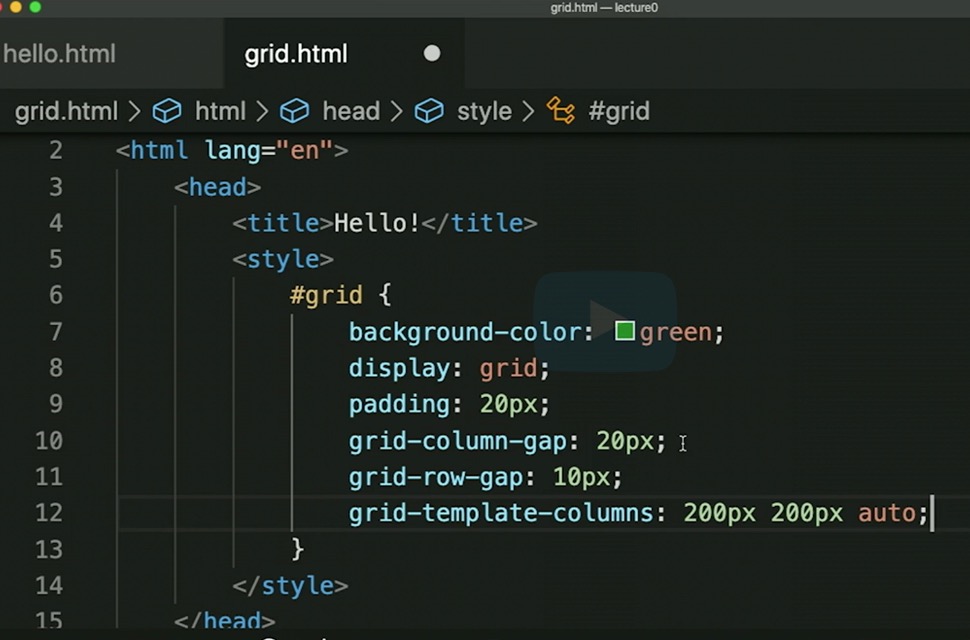 grid.html — lecture0
hello.html
grid.html
grid.html > html > head > style > #grid
2 <html lang="en">
3 <head>
4 <title>Hello!</title>
5 <style>
6 #grid {
7 background-color: green;
8 display: grid;
9 padding: 20px;
10 grid-column-gap: 20px;
11 grid-row-gap: 10px;
12 grid-template-columns: 200px 200px auto;
13 }
14 </style>
15 </head>